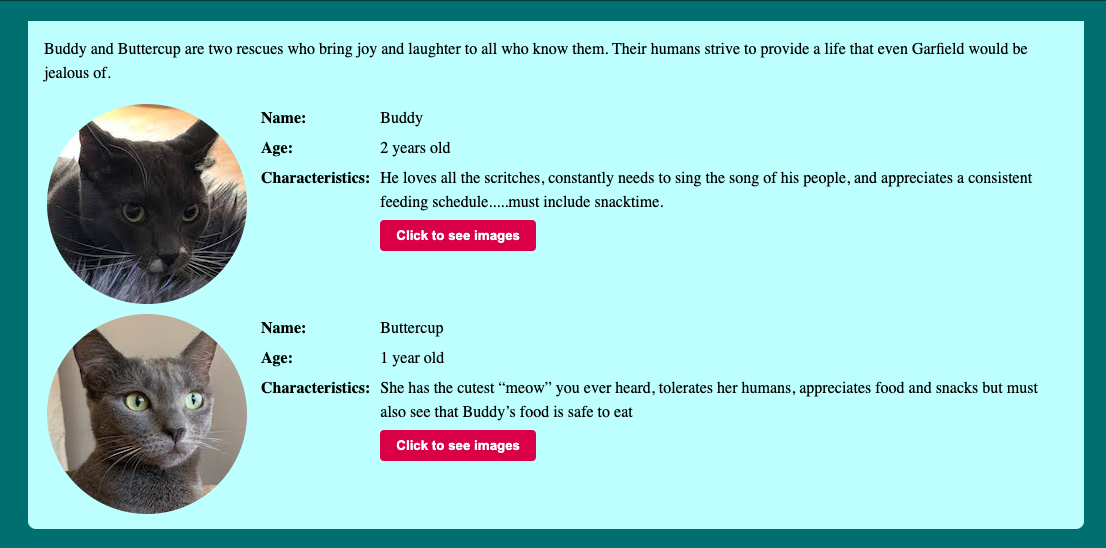 Buddy and Buttercup are two rescues who bring joy and laughter to all who know them. Their humans strive to provide a life that even Garfield would be
jealous of.
Name: Buddy
Age: 2 years old
Characteristics: He loves all the scritches, constantly needs to sing the song of his people, and appreciates a consistent
feeding schedule.....must include snacktime.
Click to see images
Name: Buttercup
Age: 1 year old
Characteristics: She has the cutest “meow” you ever heard, tolerates her humans, appreciates food and snacks but must
also see that Buddy’s food is safe to eat
Click to see images